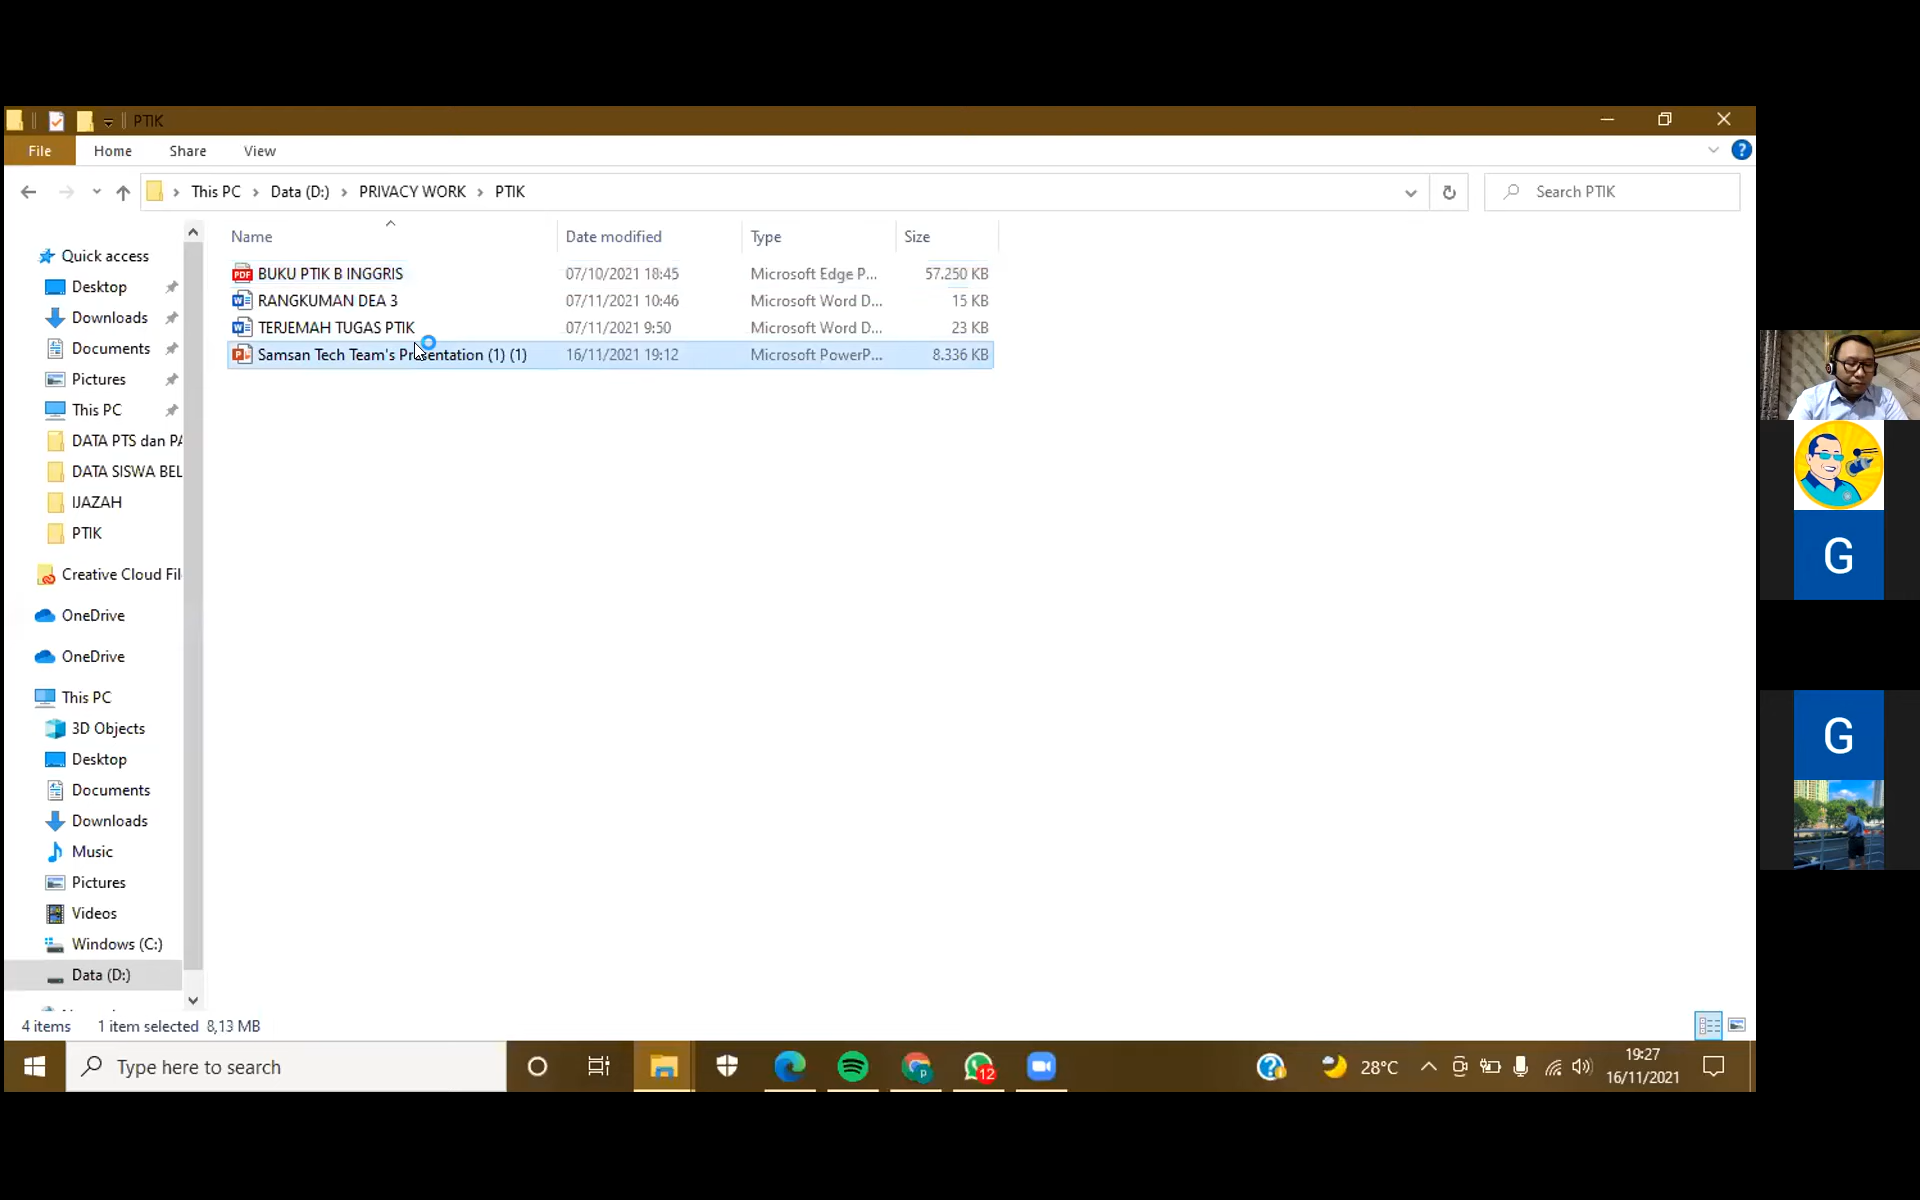 PTIK
File Home Share View
This PC Data (D:) PRIVACY WORK PTIK
Search PTIK
Name Date modified Type Size
BUKU PTIK B INGGRIS 07/10/2021 18:45 Microsoft Edge P... 57.250 KB
RANGKUMAN DEA 3 07/11/2021 10:46 Microsoft Word D... 15 KB
TERJEMAH TUGAS PTIK 07/11/2021 9:50 Microsoft Word D... 23 KB
Samsan Tech Team's Presentation (1) (1) 16/11/2021 19:12 Microsoft PowerP... 8.336 KB
Quick access
Desktop
Downloads
Documents
Pictures
This PC
DATA PTS dan PA
DATA SISWA BEL
IJAZAH
PTIK
Creative Cloud Fil
OneDrive
OneDrive
This PC
3D Objects
Desktop
Documents
Downloads
Music
Pictures
Videos
Windows (C:)
Data (D:)
4 items 1 item selected 8,13 MB
Type here to search
12
28°C
19:27
16/11/2021
G
G